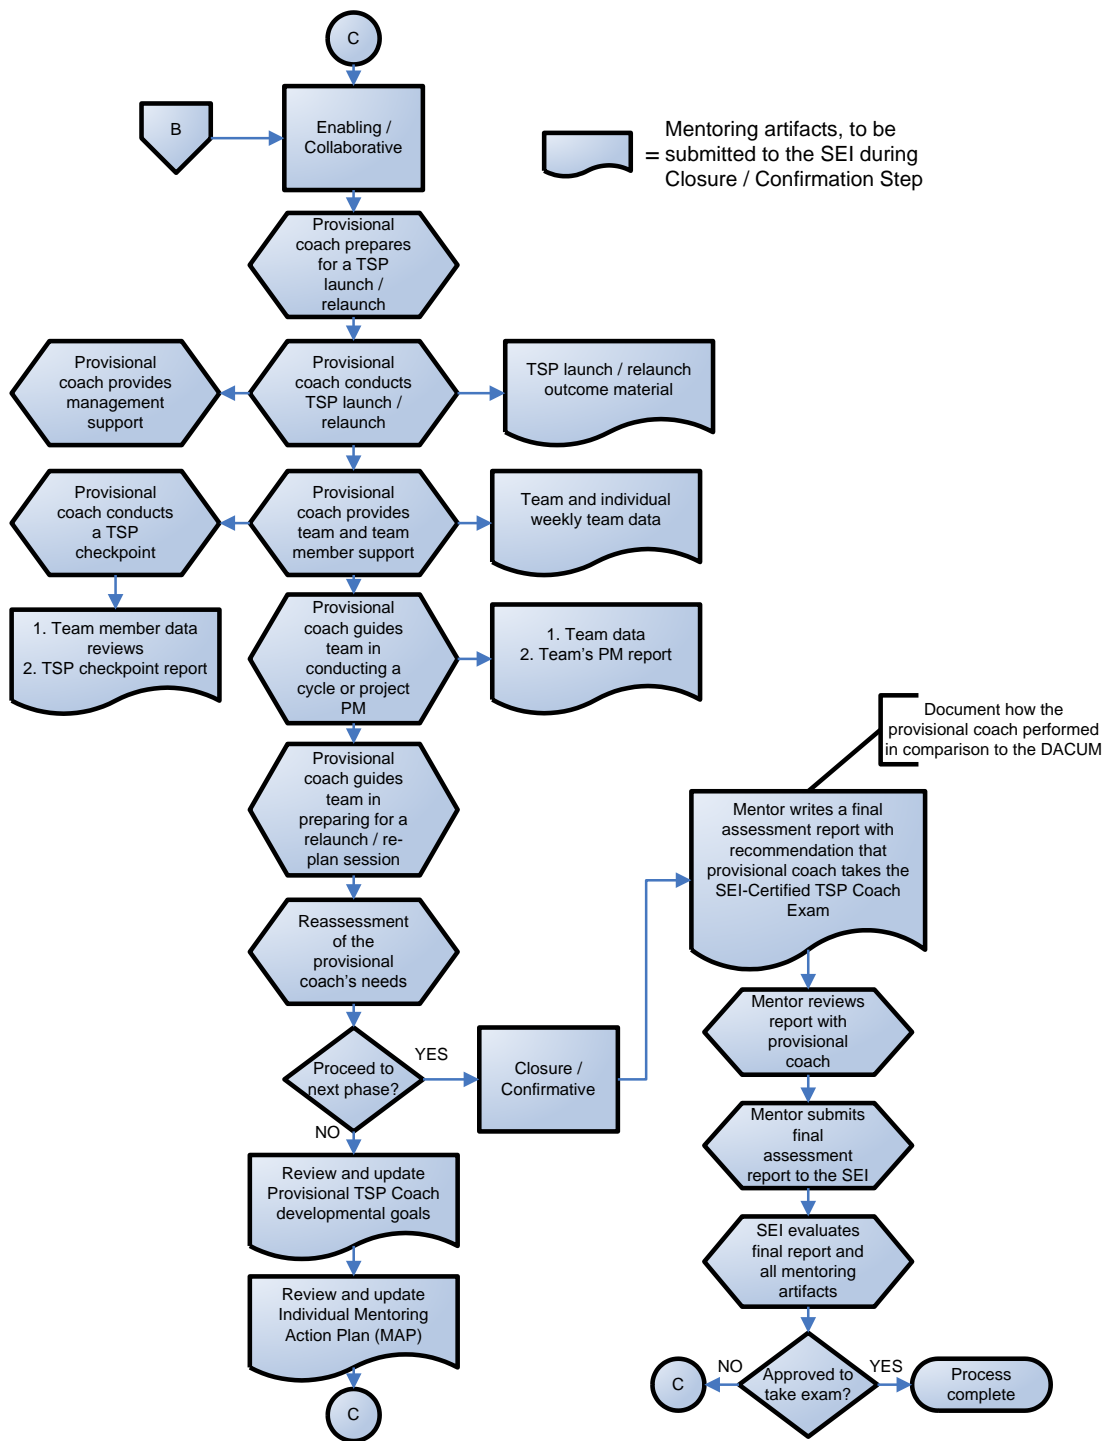 C
B
Enabling /
Collaborative
Mentoring artifacts, to be
= submitted to the SEI during
Closure / Confirmation Step
Provisional
coach prepares
for a TSP
launch /
relaunch
Provisional
coach provides
management
support
Provisional
coach conducts
TSP launch /
relaunch
TSP launch / relaunch
outcome material
Provisional
coach conducts
a TSP
checkpoint
Provisional
coach provides
team and team
member support
Team and individual
weekly team data
1. Team member data
reviews
2. TSP checkpoint report
Provisional
coach guides
team in
conducting a
cycle or project
PM
1. Team data
2. Team’s PM report
Provisional
coach guides
team in
preparing for a
relaunch / re-
plan session
Reassessment
of the
provisional
coach’s needs
Proceed to
next phase?
YES
NO
Closure /
Confirmative
Review and update
Provisional TSP Coach
developmental goals
Review and update
Individual Mentoring
Action Plan (MAP)
C
Document how the
provisional coach performed
in comparison to the DACUM
Mentor writes a final
assessment report with
recommendation that
provisional coach takes the
SEI-Certified TSP Coach
Exam
Mentor reviews
report with
provisional
coach
Mentor submits
final
assessment
report to the SEI
SEI evaluates
final report and
all mentoring
artifacts
Approved to
take exam?
NO
C
YES
Process
complete